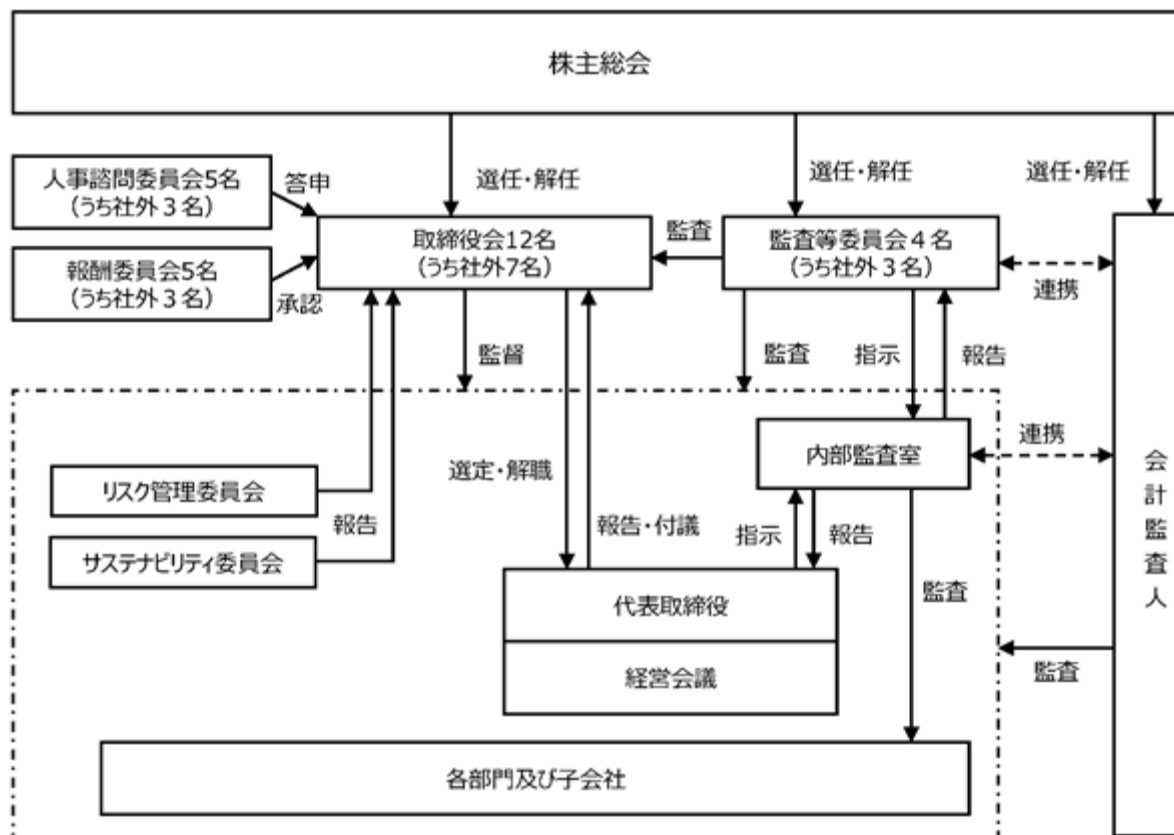 株主総会
選任・解任
選任・解任
選任・解任
人事諮問委員会5名
(うち社外３名)
答申
報酬委員会5名
(うち社外３名)
承認
取締役会12名
(うち社外7名)
監査
監査等委員会４名
(うち社外３名)
連携
監督
監査
指示
報告
内部監査室
連携
会計監査人
リスク管理委員会
サステナビリティ委員会
報告
選定・解職
報告・付議
指示
報告
監査
代表取締役
経営会議
監査
各部門及び子会社